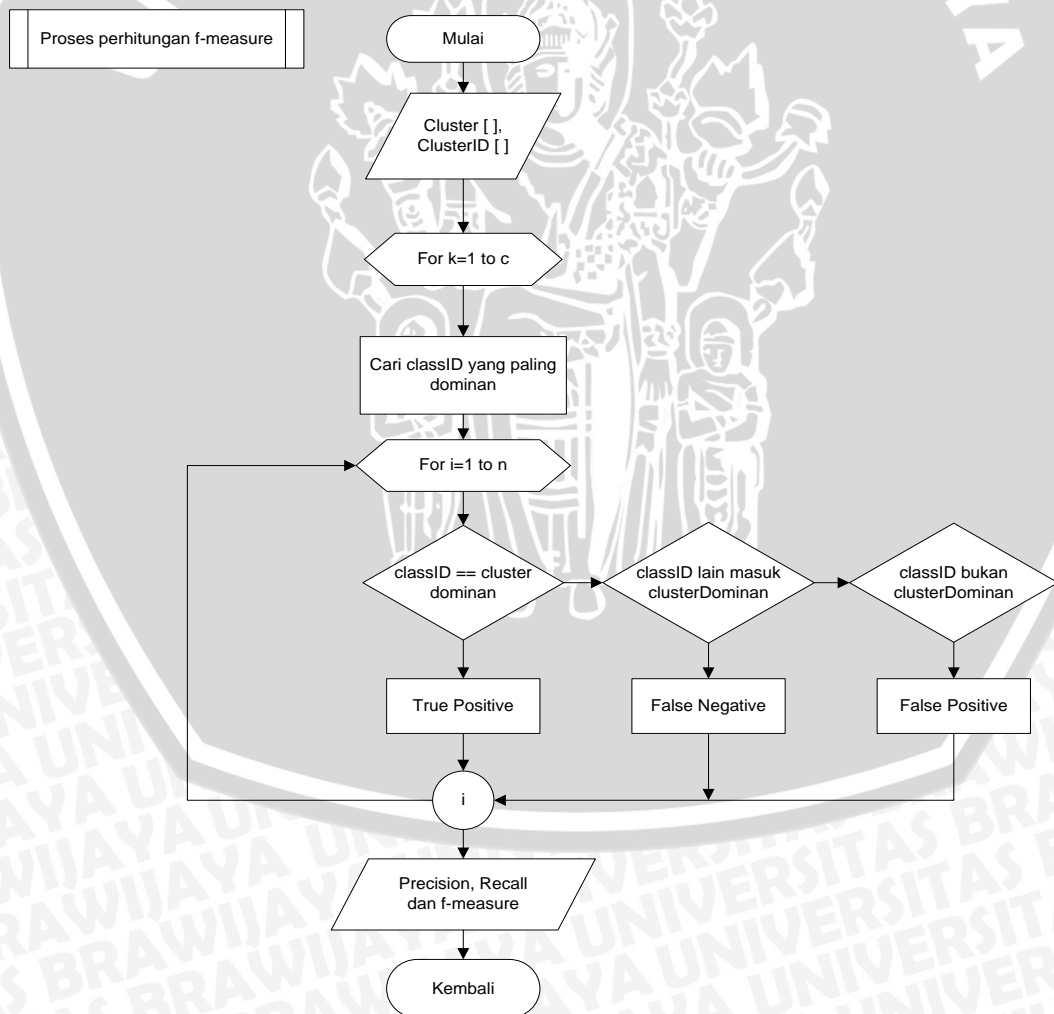 Proses perhitungan f-measure
Mulai
Cluster [ ],
ClusterID [ ]
For k=1 to c
Cari classID yang paling
dominan
For i=1 to n
classID == cluster
dominan
classID lain masuk
clusterDominan
classID bukan
clusterDominan
True Positive
False Negative
False Positive
i
Precision, Recall
dan f-measure
Kembali